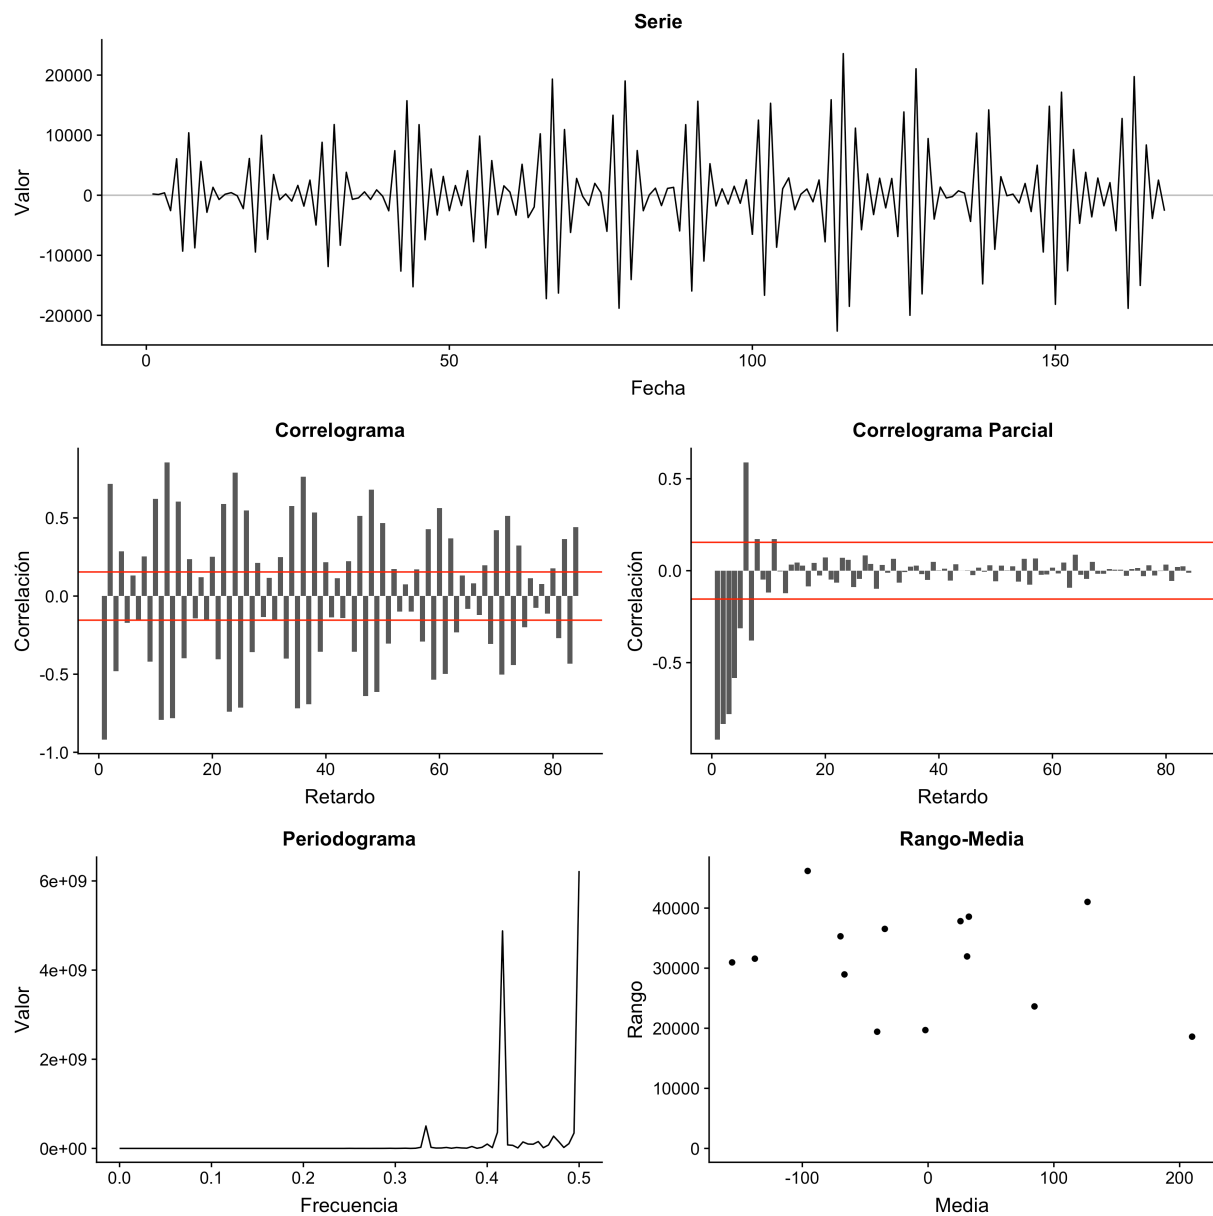 Serie
20000
10000
0
-10000
-20000
Valor
0 50 100 150
Fecha
Correlograma
0.5
0.0
-0.5
-1.0
Correlación
0 20 40 60 80
Retardo
Correlograma Parcial
0.5
0.0
-0.5
Correlación
0 20 40 60 80
Retardo
Periodograma
6e+09
4e+09
2e+09
0e+00
Valor
0.0 0.1 0.2 0.3 0.4 0.5
Frecuencia
Rango-Media
40000
30000
20000
10000
0
Rango
-100 0 100 200
Media